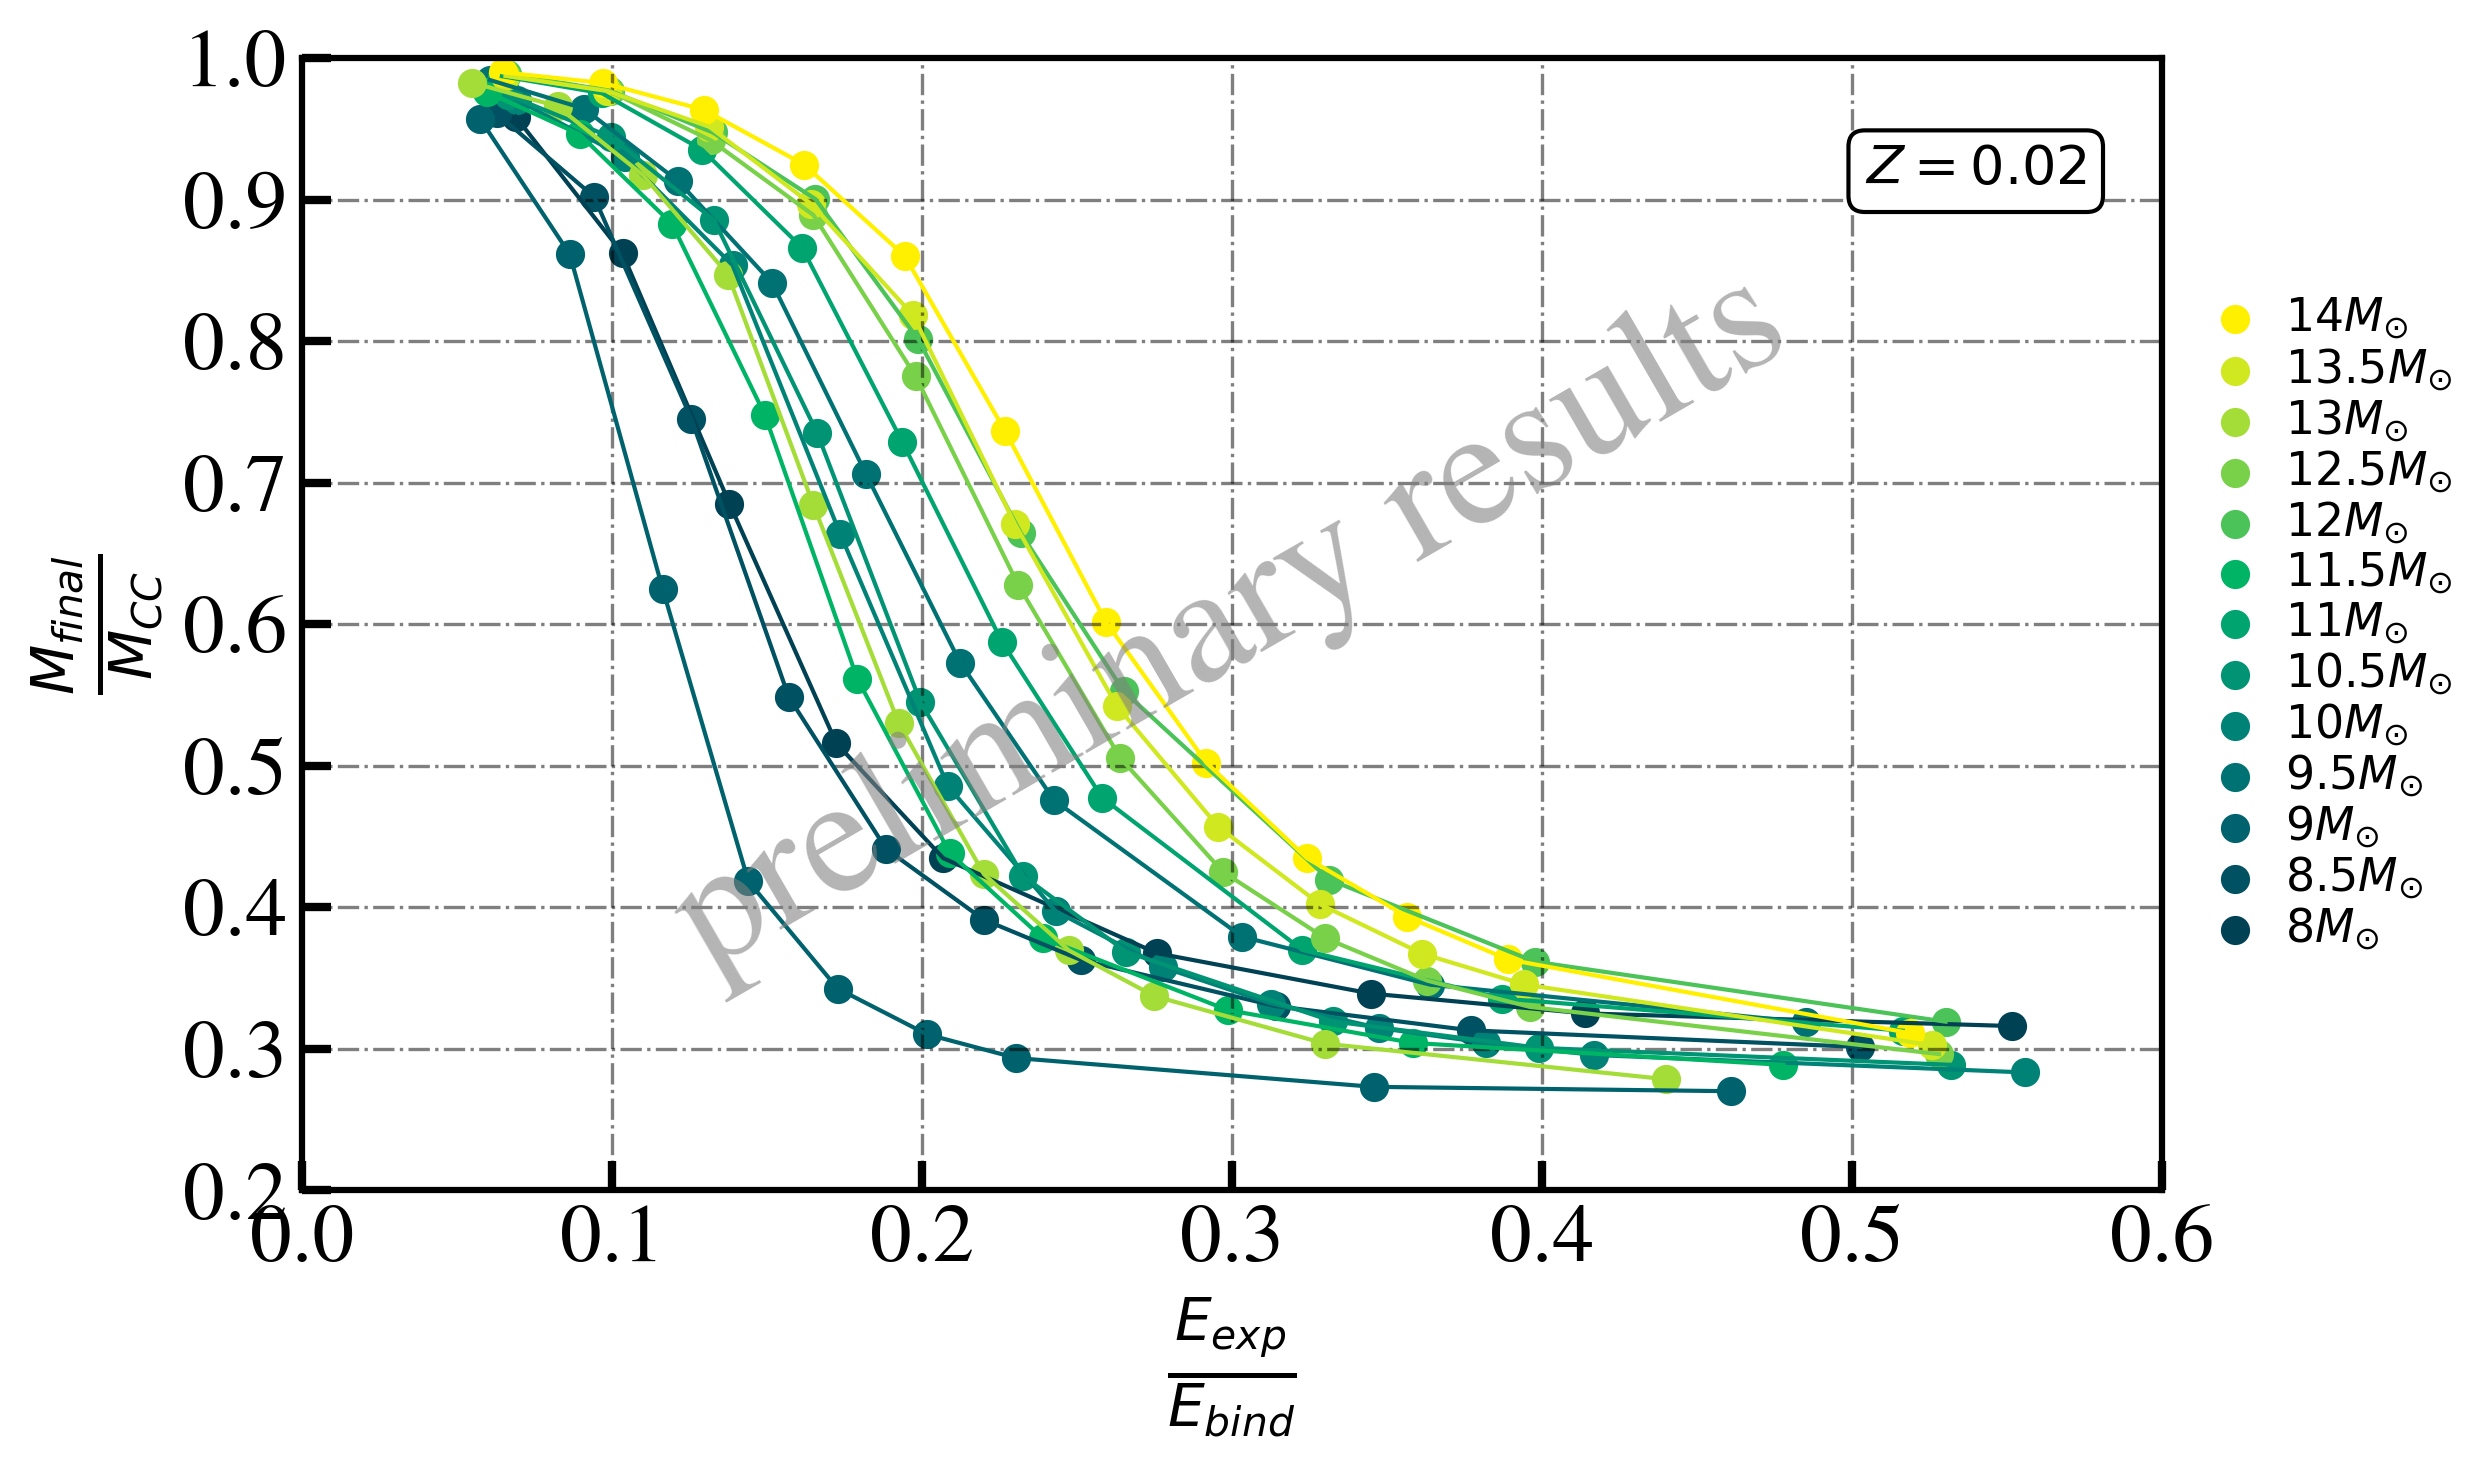 1.0
0.9
0.8
0.7
0.6
0.5
0.4
0.3
0.2
0.0 0.1 0.2 0.3 0.4 0.5 0.6
M_final
M_CC
E_exp
E_bind
Z = 0.02
preliminary results
14M⊙
13.5M⊙
13M⊙
12.5M⊙
12M⊙
11.5M⊙
11M⊙
10.5M⊙
10M⊙
9.5M⊙
9M⊙
8.5M⊙
8M⊙